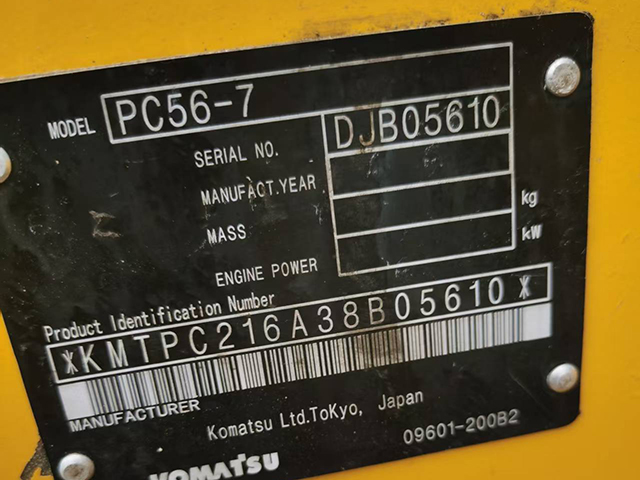 MODEL PC56-7
SERIAL NO. DJB05610
MANUFACT.YEAR
MASS kg
ENGINE POWER kW
Product Identification Number
*KMTPC216A38B05610*
MANUFACTURER
Komatsu Ltd.ToKyo, Japan
09601-200B2
KOMATSU